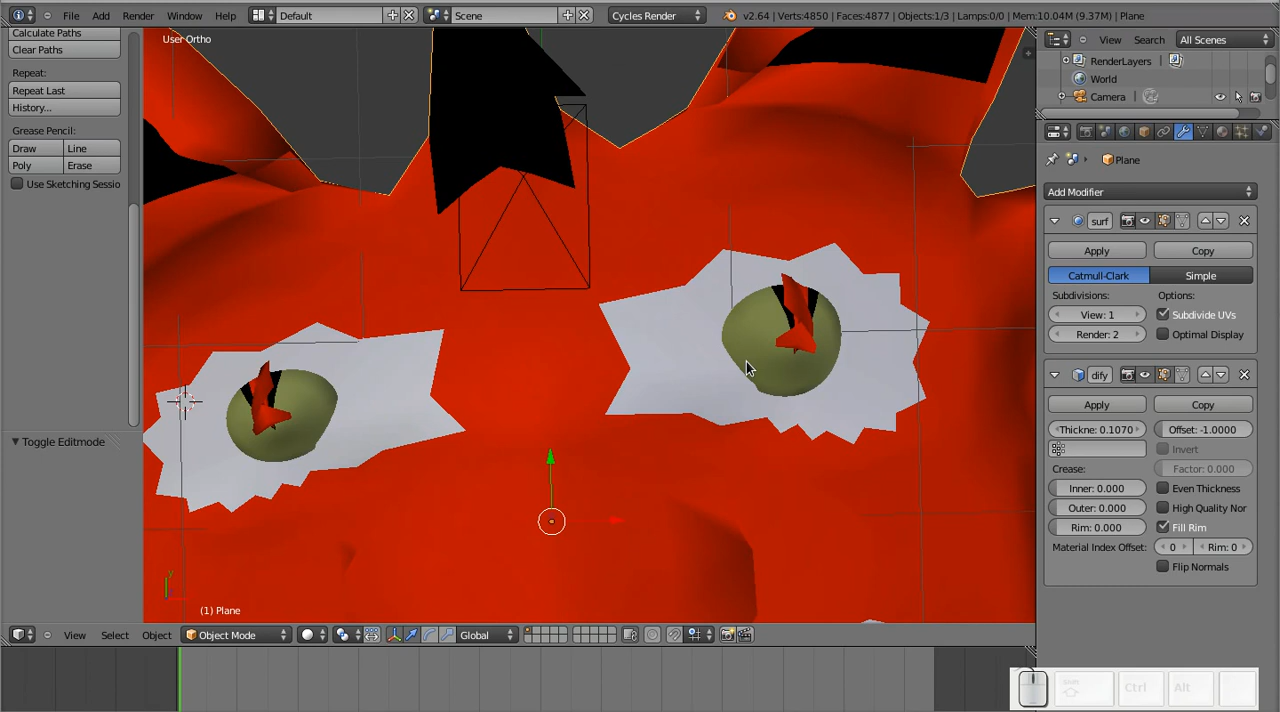 File Add Render Window Help Default Scene Cycles Render v2.64 | Verts:4850 | Faces:4877 | Objects:1/3 | Lamps:0/0 | Mem:10.04M (9.37M) | Plane
Calculate Paths
Clear Paths
Repeat:
Repeat Last
History...
Grease Pencil:
Draw Line
Poly Erase
Use Sketching Sessio
Toggle Editmode
User Ortho
(1) Plane
View Search All Scenes
RenderLayers
World
Camera
Plane
Add Modifier
surf
Apply Copy
Catmull-Clark Simple
Subdivisions: Options:
View: 1 Subdivide UVs
Render: 2 Optimal Display
dify
Apply Copy
Thickne: 0.1070 Offset: -1.0000
Invert
Crease: Factor: 0.000
Inner: 0.000 Even Thickness
Outer: 0.000 High Quality Nor
Rim: 0.000 Fill Rim
Material Index Offset: 0 Rim: 0
Flip Normals
View Select Object Object Mode Global
Shift Ctrl Alt